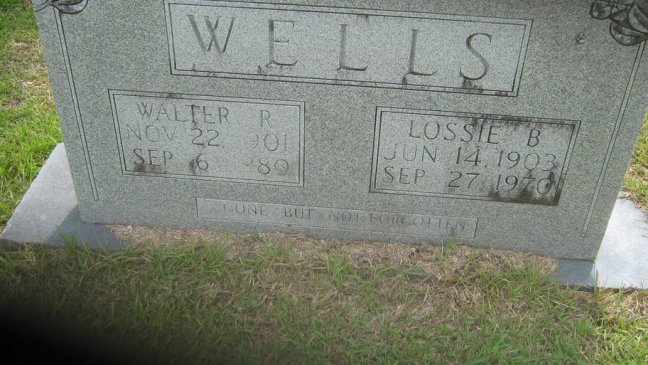 WELLS
WALTER R
NOV 22 1901
SEP 6 1980
LOSSIE B
JUN 14, 1903
SEP 27, 1970
GONE BUT NOT FORGOTTEN